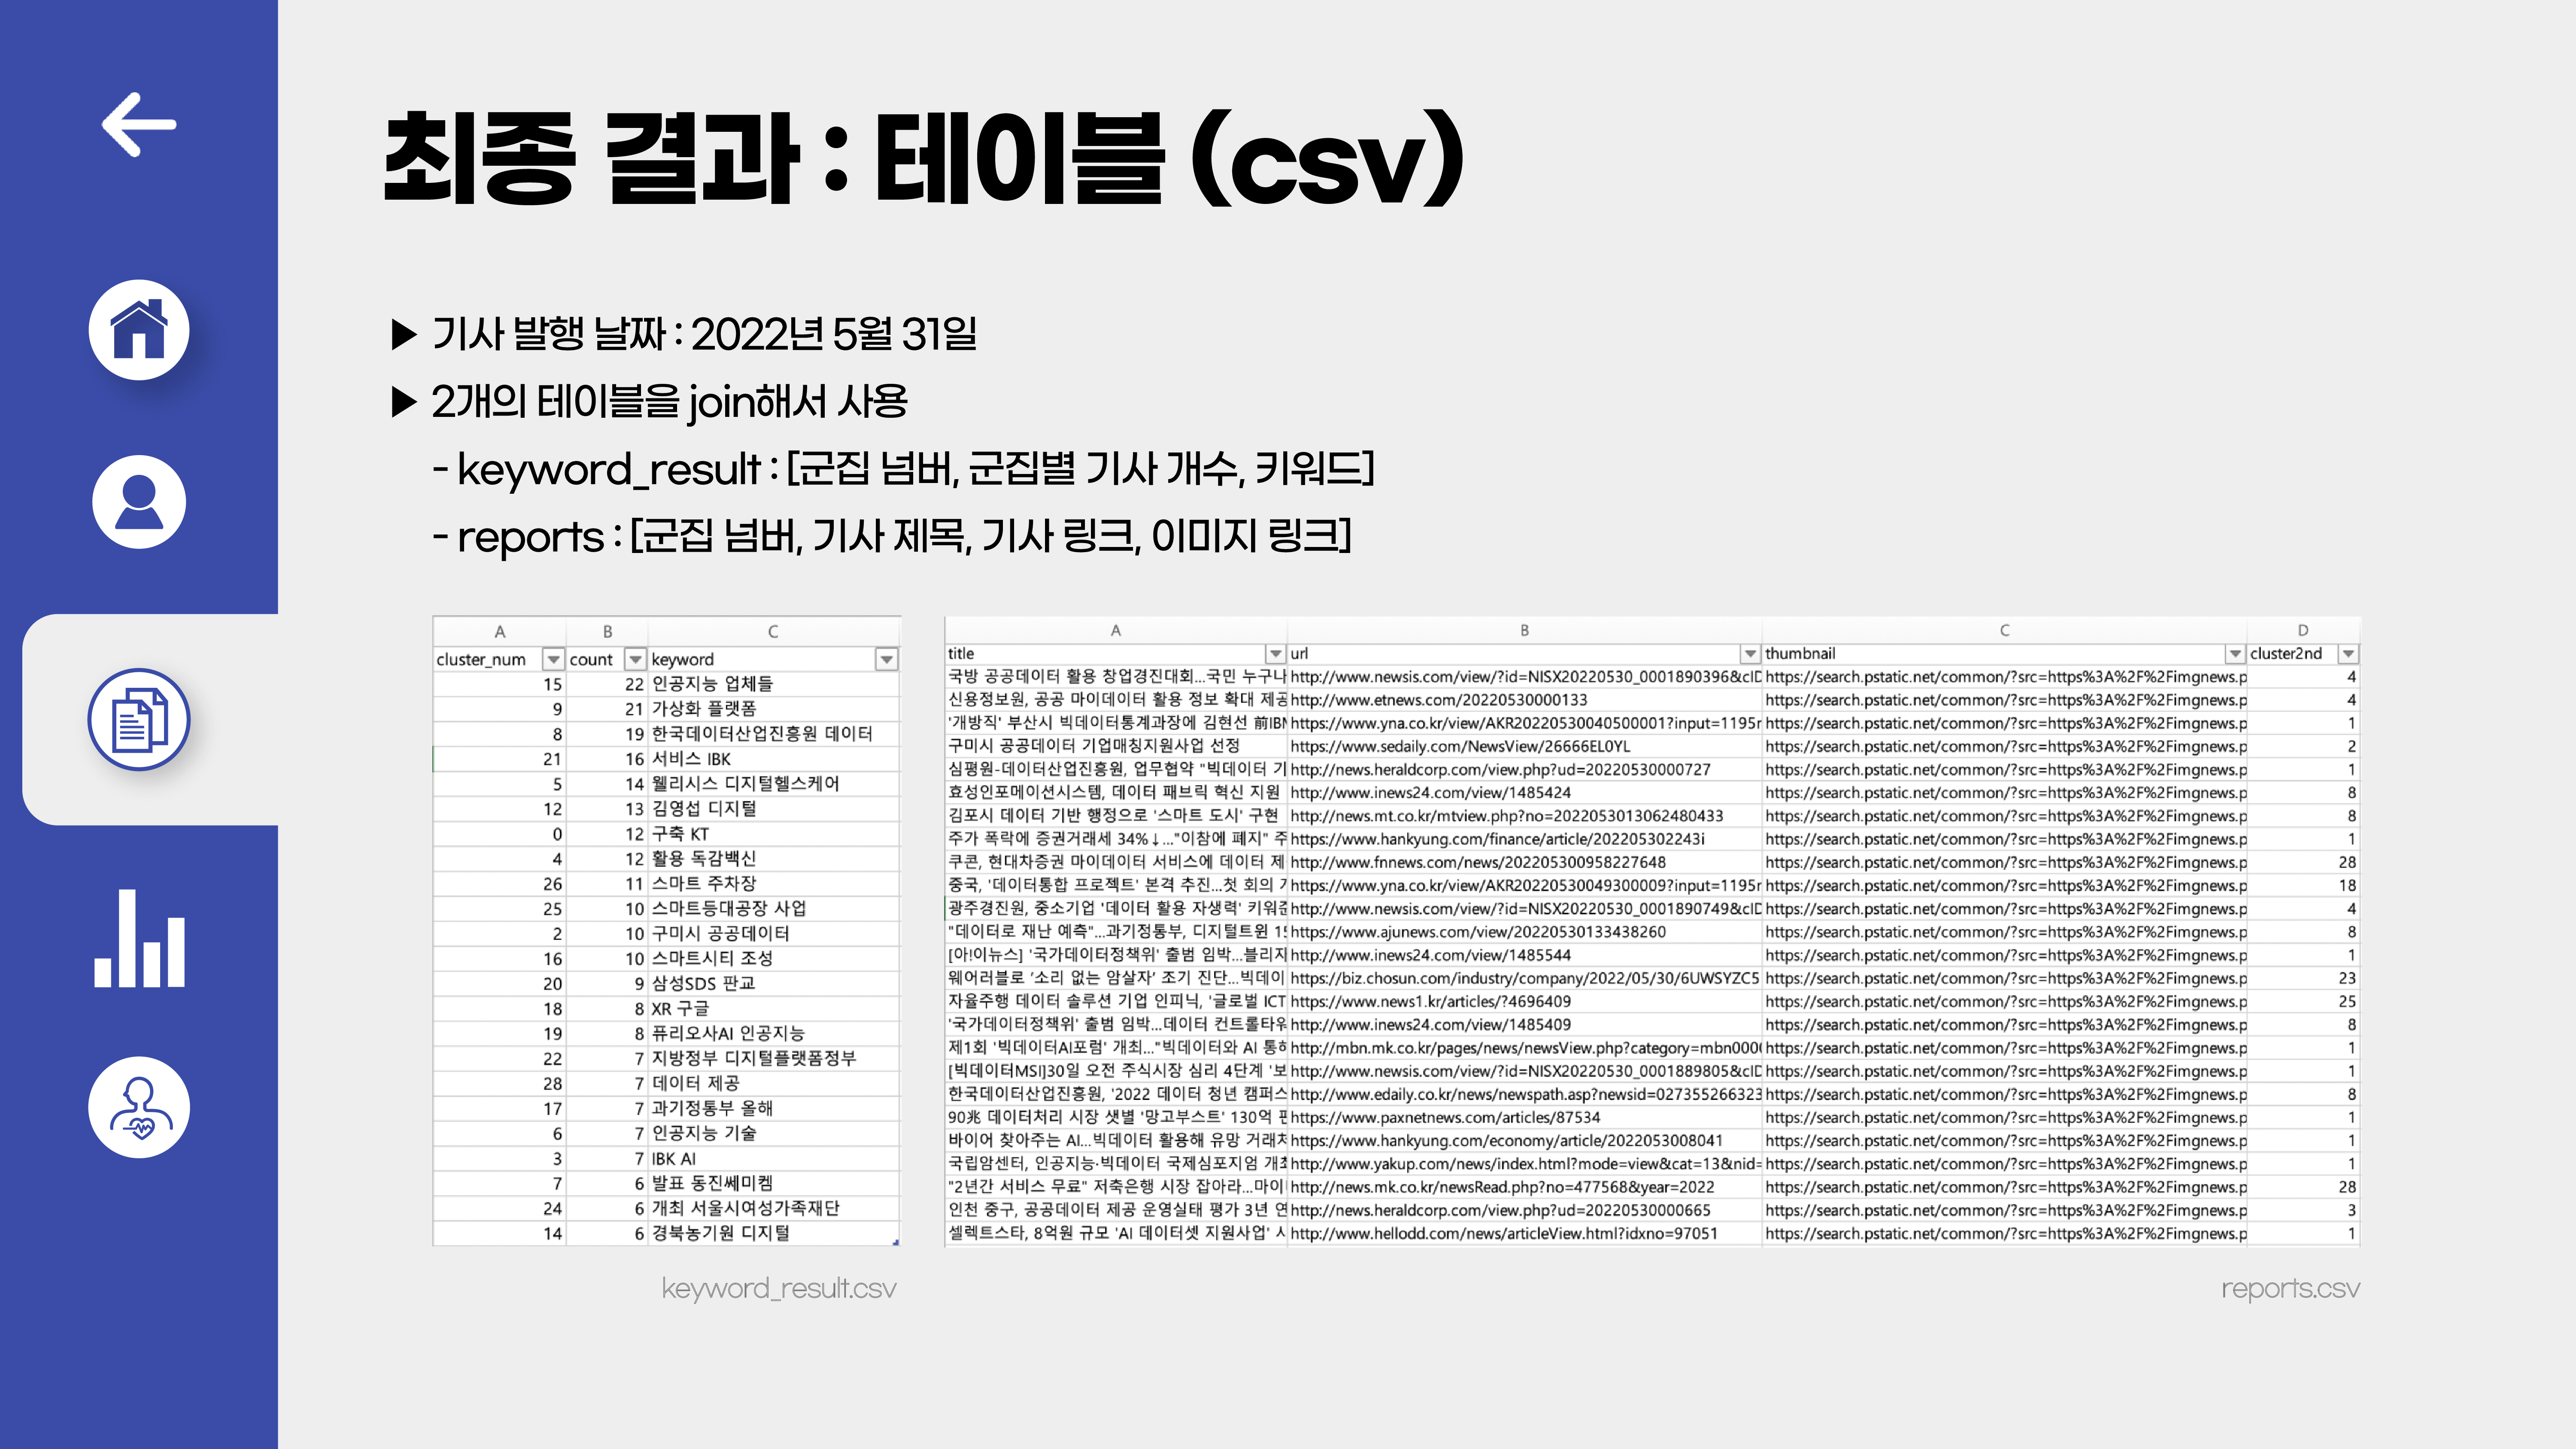 최종 결과 : 테이블 (csv)
▶ 기사 발행 날짜 : 2022년 5월 31일
▶ 2개의 테이블을 join해서 사용
- keyword_result : [군집 넘버, 군집별 기사 개수, 키워드]
- reports : [군집 넘버, 기사 제목, 기사 링크, 이미지 링크]
A B C
cluster_num count keyword
15 22 인공지능 업체들
9 21 가상화 플랫폼
8 19 한국데이터산업진흥원 데이터
21 16 서비스 IBK
5 14 웰리시스 디지털헬스케어
12 13 김영섭 디지털
0 12 구축 KT
4 12 활용 독감백신
26 11 스마트 주차장
25 10 스마트등대공장 사업
2 10 구미시 공공데이터
16 10 스마트시티 조성
20 9 삼성SDS 판교
18 8 XR 구글
19 8 퓨리오사AI 인공지능
22 7 지방정부 디지털플랫폼정부
28 7 데이터 제공
17 7 과기정통부 올해
6 7 인공지능 기술
3 7 IBK AI
7 6 발표 동진쎄미켐
24 6 개최 서울시여성가족재단
14 6 경북농기원 디지털
keyword_result.csv
A B C D
title url thumbnail cluster2nd
국방 공공데이터 활용 창업경진대회...국민 누구나 http://www.newsis.com/view/?id=NISX20220530_0001890396&cID https://search.pstatic.net/common/?src=https%3A%2F%2Fimgnews.p 4
신용정보원, 공공 마이데이터 활용 정보 확대 제공 http://www.etnews.com/20220530000133 https://search.pstatic.net/common/?src=https%3A%2F%2Fimgnews.p 4
'개방직' 부산시 빅데이터통계과장에 김현선 前IBM https://www.yna.co.kr/view/AKR20220530040500001?input=1195r https://search.pstatic.net/common/?src=https%3A%2F%2Fimgnews.p 1
구미시 공공데이터 기업매칭지원사업 선정 https://www.sedaily.com/NewsView/26666EL0YL https://search.pstatic.net/common/?src=https%3A%2F%2Fimgnews.p 2
심평원-데이터산업진흥원, 업무협약 "빅데이터 기 http://news.heraldcorp.com/view.php?ud=20220530000727 https://search.pstatic.net/common/?src=https%3A%2F%2Fimgnews.p 1
효성인포메이션시스템, 데이터 패브릭 혁신 지원 http://www.inews24.com/view/1485424 https://search.pstatic.net/common/?src=https%3A%2F%2Fimgnews.p 8
김포시 데이터 기반 행정으로 '스마트 도시' 구현 http://news.mt.co.kr/mtview.php?no=2022053013062480433 https://search.pstatic.net/common/?src=https%3A%2F%2Fimgnews.p 8
주가 폭락에 증권거래세 34%↓..."이참에 폐지" 주 https://www.hankyung.com/finance/article/202205302243i https://search.pstatic.net/common/?src=https%3A%2F%2Fimgnews.p 1
쿠콘, 현대차증권 마이데이터 서비스에 데이터 제 http://www.fnnews.com/news/202205300958227648 https://search.pstatic.net/common/?src=https%3A%2F%2Fimgnews.p 28
중국, '데이터통합 프로젝트' 본격 추진...첫 회의 https://www.yna.co.kr/view/AKR20220530049300009?input=1195r https://search.pstatic.net/common/?src=https%3A%2F%2Fimgnews.p 18
광주경진원, 중소기업 '데이터 활용 자생력' 키워준 http://www.newsis.com/view/?id=NISX20220530_0001890749&cID https://search.pstatic.net/common/?src=https%3A%2F%2Fimgnews.p 4
"데이터로 재난 예측"...과기정통부, 디지털트윈 15 https://www.ajunews.com/view/20220530133438260 https://search.pstatic.net/common/?src=https%3A%2F%2Fimgnews.p 8
[아!이뉴스] '국가데이터정책위' 출범 임박...블리자 http://www.inews24.com/view/1485544 https://search.pstatic.net/common/?src=https%3A%2F%2Fimgnews.p 1
웨어러블로 '소리 없는 암살자' 조기 진단...빅데이 https://biz.chosun.com/industry/company/2022/05/30/6UWSYZC5 https://search.pstatic.net/common/?src=https%3A%2F%2Fimgnews.p 23
자율주행 데이터 솔루션 기업 인피닉, '글로벌 ICT https://www.news1.kr/articles/?4696409 https://search.pstatic.net/common/?src=https%3A%2F%2Fimgnews.p 25
'국가데이터정책위' 출범 임박...데이터 컨트롤타워 http://www.inews24.com/view/1485409 https://search.pstatic.net/common/?src=https%3A%2F%2Fimgnews.p 8
제1회 '빅데이터AI포럼' 개최..."빅데이터와 AI 통하 http://mbn.mk.co.kr/pages/news/newsView.php?category=mbn000 https://search.pstatic.net/common/?src=https%3A%2F%2Fimgnews.p 1
[빅데이터MSI]30일 오전 주식시장 심리 4단계 '보 http://www.newsis.com/view/?id=NISX20220530_0001889805&cID https://search.pstatic.net/common/?src=https%3A%2F%2Fimgnews.p 1
한국데이터산업진흥원, '2022 데이터 청년 캠퍼스 http://www.edaily.co.kr/news/newspath.asp?newsid=027355266323 https://search.pstatic.net/common/?src=https%3A%2F%2Fimgnews.p 8
90兆 데이터처리 시장 샛별 '망고부스트' 130억 http://www.paxnetnews.com/articles/87534 https://search.pstatic.net/common/?src=https%3A%2F%2Fimgnews.p 1
바이어 찾아주는 AI...빅데이터 활용해 유망 거래처 https://www.hankyung.com/economy/article/2022053008041 https://search.pstatic.net/common/?src=https%3A%2F%2Fimgnews.p 1
국립암센터, 인공지능·빅데이터 국제심포지엄 개최 http://www.yakup.com/news/index.html?mode=view&cat=13&nid= https://search.pstatic.net/common/?src=https%3A%2F%2Fimgnews.p 1
"2년간 서비스 무료" 저축은행 시장 잡아라...마이 http://news.mk.co.kr/newsRead.php?no=477568&year=2022 https://search.pstatic.net/common/?src=https%3A%2F%2Fimgnews.p 28
인천 중구, 공공데이터 제공 운영실태 평가 3년 연 http://news.heraldcorp.com/view.php?ud=20220530000665 https://search.pstatic.net/common/?src=https%3A%2F%2Fimgnews.p 3
셀렉트스타, 8억원 규모 'AI 데이터셋 지원사업' http://www.hellodd.com/news/articleView.html?idxno=97051 https://search.pstatic.net/common/?src=https%3A%2F%2Fimgnews.p 1
reports.csv